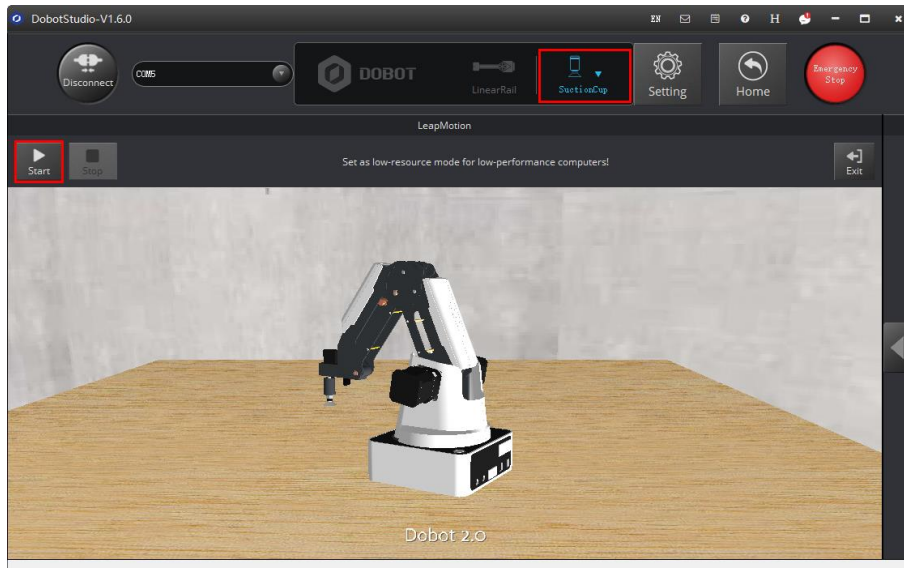 DobotStudio-V1.6.0
EN
H
Disconnect
COM5
DOBOT
LinearRail
SuctionCup
Setting
Home
Emergency
Stop
LeapMotion
Start
Stop
Set as low-resource mode for low-performance computers!
Exit
Dobot 2.0